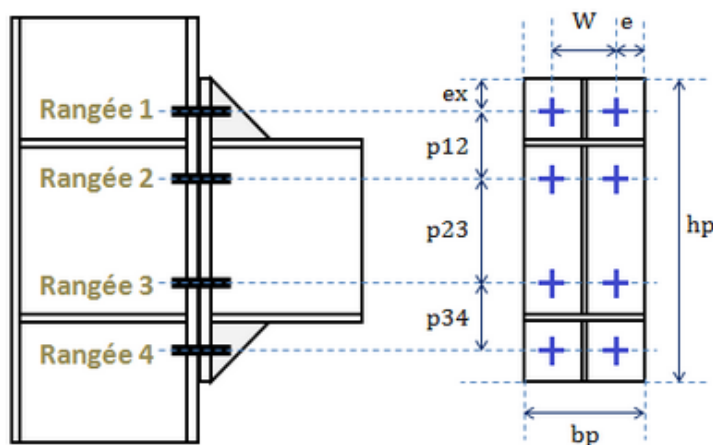 W
e
ex
Rangée 1
p12
Rangée 2
p23
hp
Rangée 3
p34
Rangée 4
bp